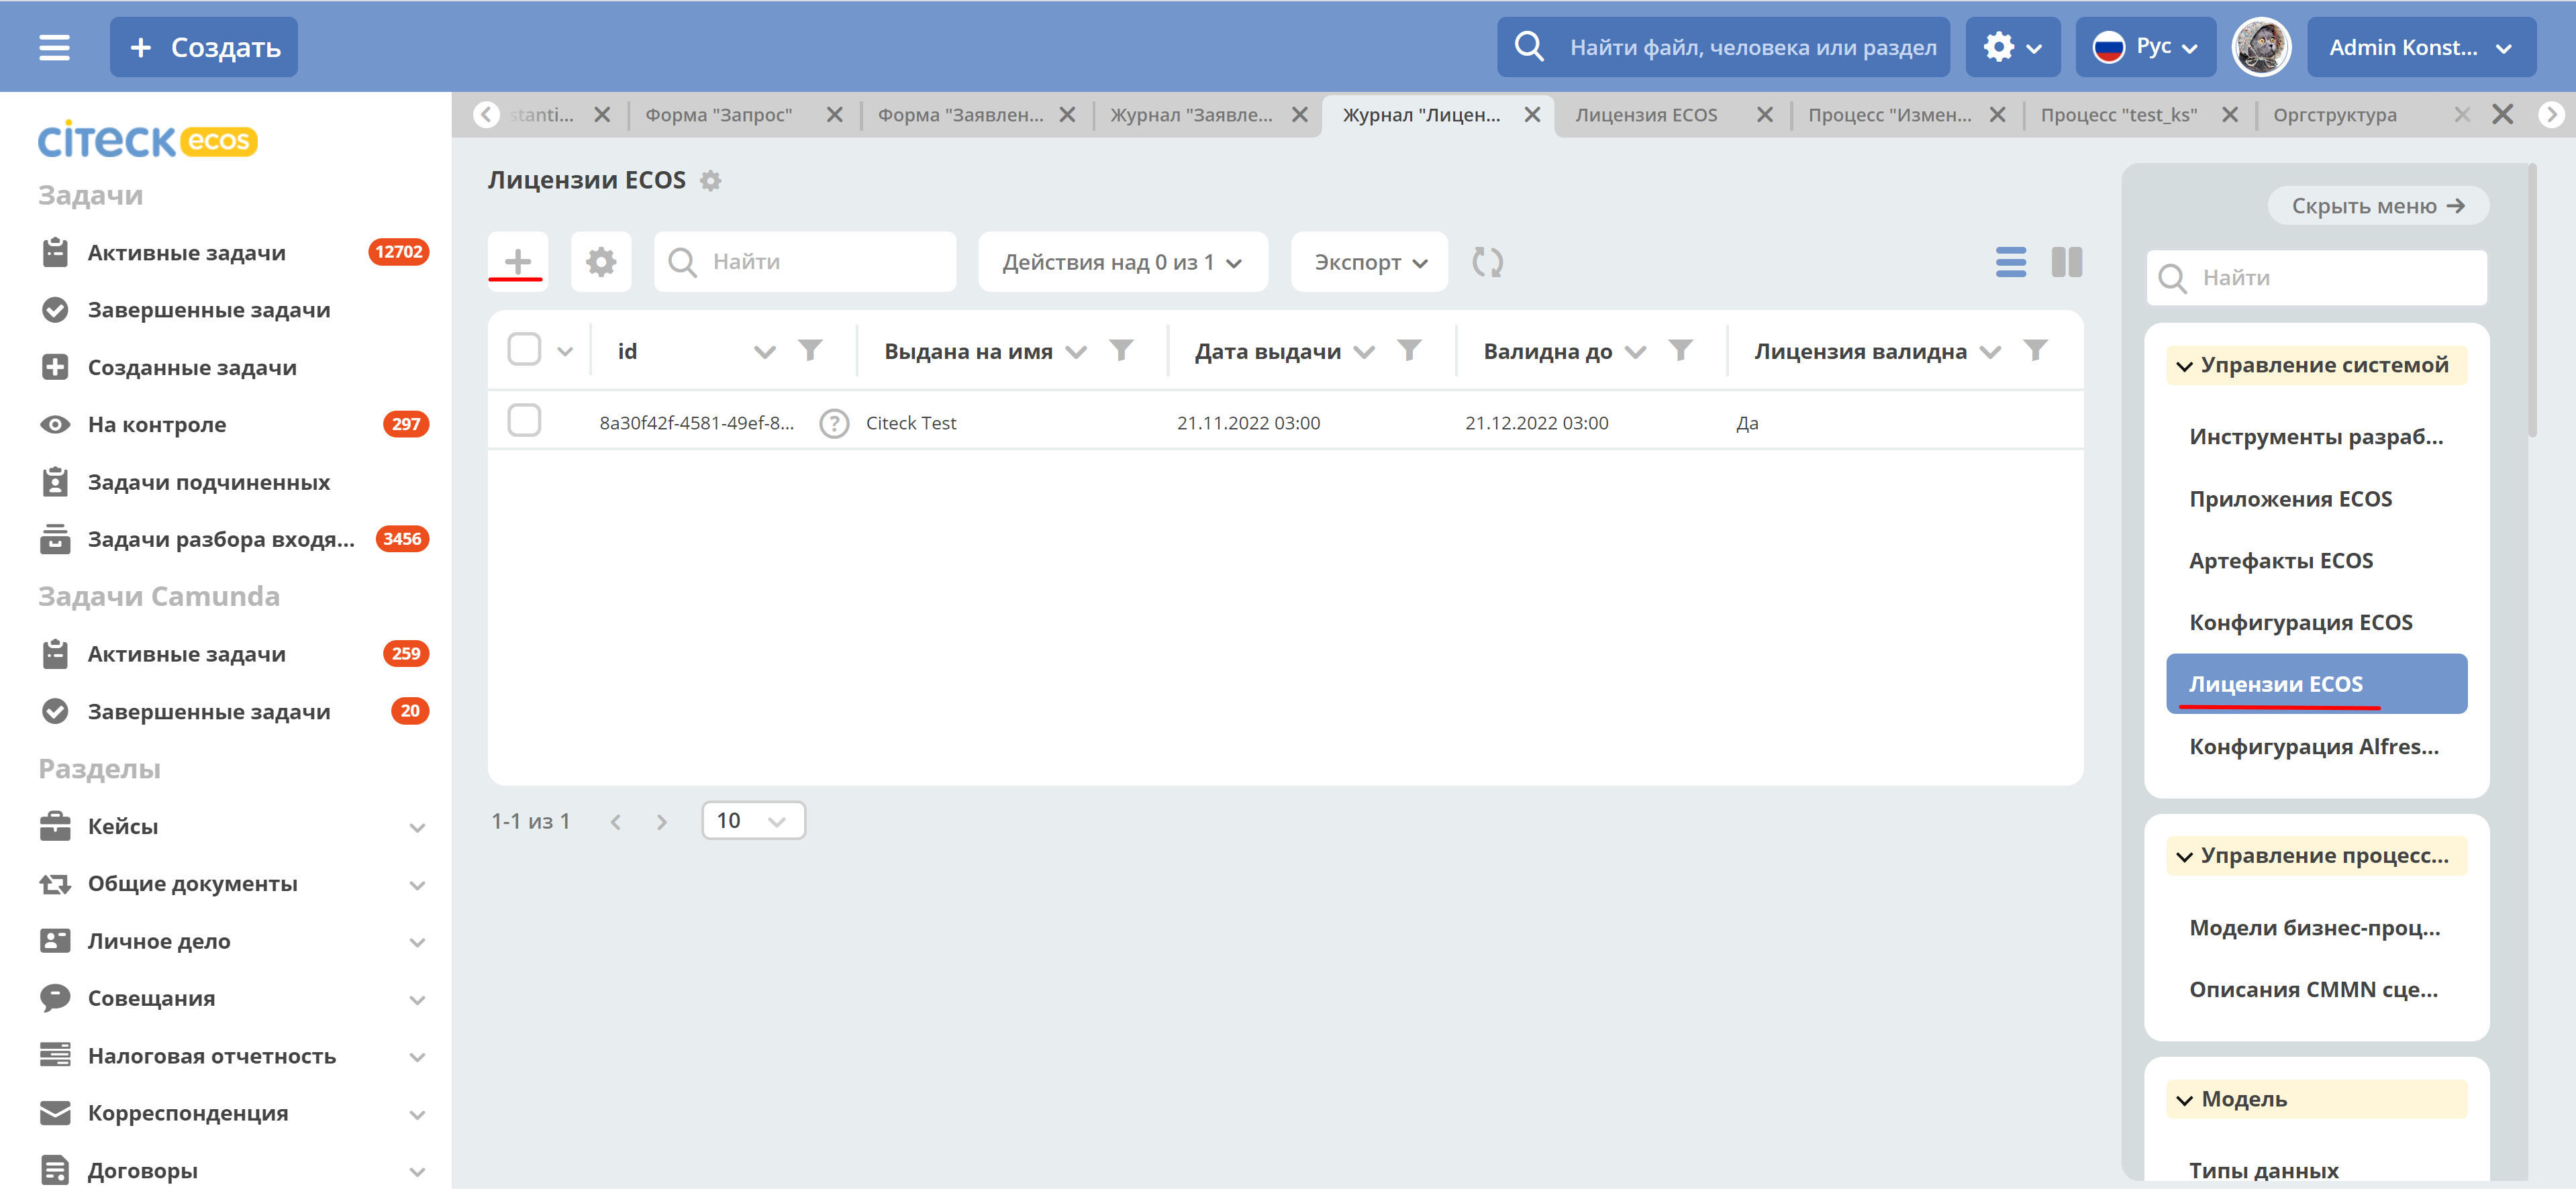 Создать
Найти файл, человека или раздел
Рус
Admin Konst...
citeck ecos
Задачи
Активные задачи 12702
Завершенные задачи
Созданные задачи
На контроле 297
Задачи подчиненных
Задачи разбора входя... 3456
Задачи Camunda
Активные задачи 259
Завершенные задачи 20
Разделы
Кейсы
Общие документы
Личное дело
Совещания
Налоговая отчетность
Корреспонденция
Договоры
stanti...
Форма "Запрос"
Форма "Заявлен...
Журнал "Заявле...
Журнал "Лицен...
Лицензия ECOS
Процесс "Измен...
Процесс "test_ks"
Оргструктура
Лицензии ECOS
Найти
Действия над 0 из 1
Экспорт
id Выдана на имя Дата выдачи Валидна до Лицензия валидна
8a30f42f-4581-49ef-8... ? Citeck Test 21.11.2022 03:00 21.12.2022 03:00 Да
1-1 из 1
10
Скрыть меню
Найти
Управление системой
Инструменты разраб...
Приложения ECOS
Артефакты ECOS
Конфигурация ECOS
Лицензии ECOS
Конфигурация Alfres...
Управление процесс...
Модели бизнес-проц...
Описания CMMN сце...
Модель
Типы данных